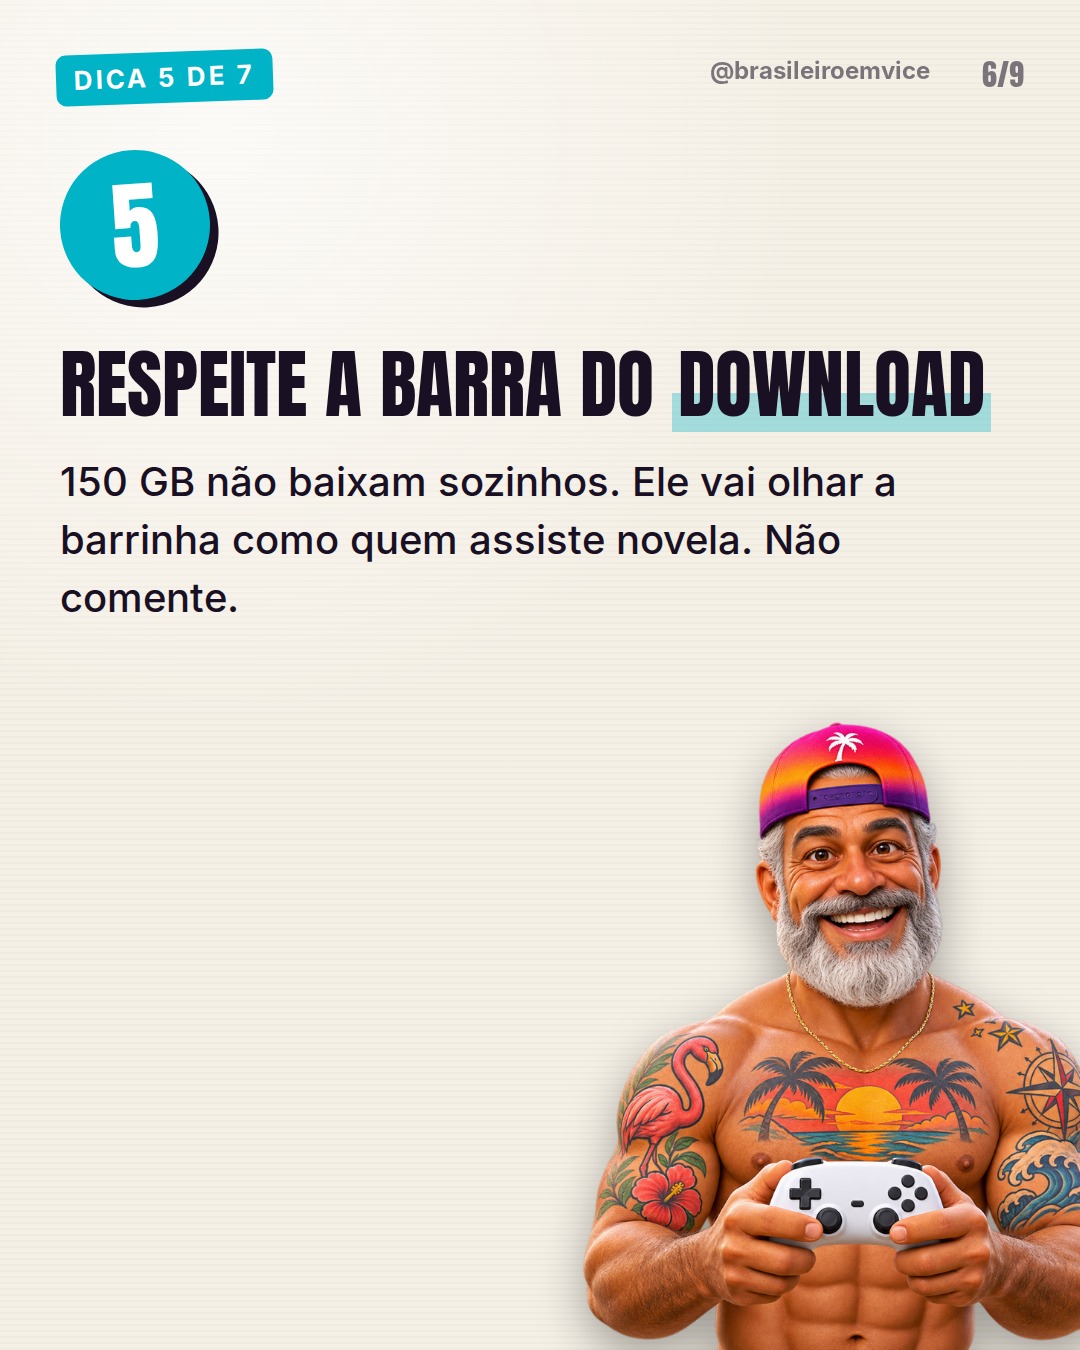 DICA 5 DE 7
@brasileiroemvice
6/9
5
RESPEITE A BARRA DO DOWNLOAD
150 GB não baixam sozinhos. Ele vai olhar a
barrinha como quem assiste novela. Não
comente.